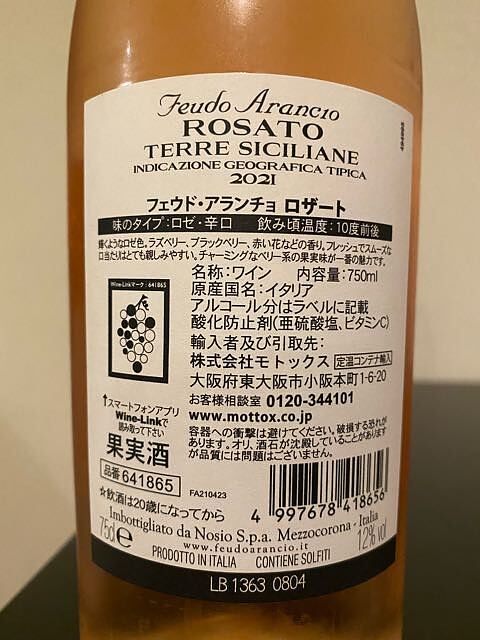 Feudo Arancio
ROSATO
TERRE SICILIANE
INDICAZIONE GEOGRAFICA TIPICA
2021
フェウド・アランチョ ロザート
味のタイプ:ロゼ・辛口 飲み頃温度:10度前後
輝くようなロゼ色。ラズベリー、ブラックベリー、赤い花などの香り。フレッシュでスムーズな
口当たりはとても親しみやすい。チャーミングなベリー系の果実味が一番の魅力です。
名称:ワイン 内容量:750ml
原産国名:イタリア
アルコール分はラベルに記載
酸化防止剤(亜硫酸塩、ビタミンC)
輸入者及び引取先:
株式会社モトックス 定温コンテナ輸入
大阪府東大阪市小阪本町1-6-20
お客様相談室 0120-344101
www.mottox.co.jp
容器への衝撃は避けてください。破損する恐れが
あります。オリ、酒石が沈殿していることがあります
が品質には問題はございません。
Wine-Linkマーク:641865
↑スマートフォンアプリ
Wine-Linkで
読み取って下さい
果実酒
品番641865
☆飲酒は20歳になってから
FA210423
4 997678 418656
Imbottigliato da Nosio S.p.a. Mezzocorona - Italia
75cl e
www.feudoarancio.it
12% vol
PRODOTTO IN ITALIA CONTIENE SOLFITI
LB 1363 0804